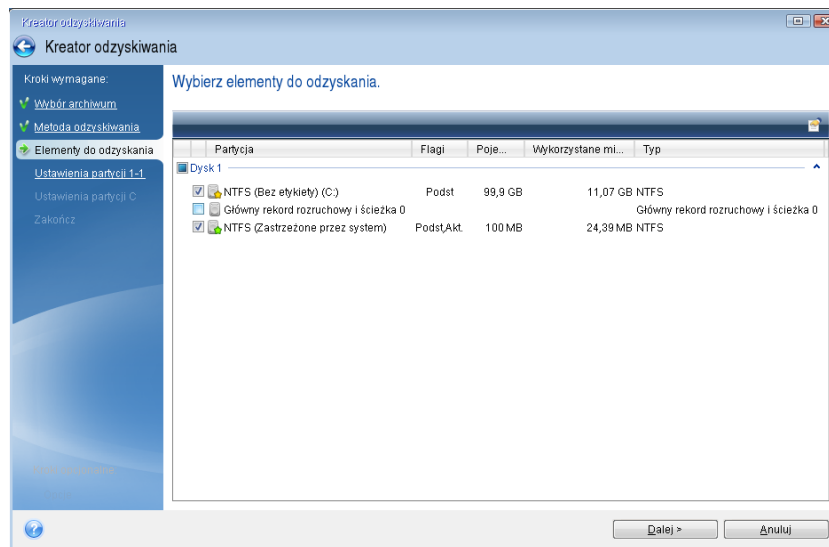 Kreator odzyskiwania
Kreator odzyskiwania
Kroki wymagane:
Wybór archiwum
Metoda odzyskiwania
Elementy do odzyskania
Ustawienia partycji 1-1
Ustawienia partycji C
Zakończ
Wybierz elementy do odzyskania.
Partycja Flagi Poje... Wykorzystane mi... Typ
Dysk 1
NTFS (Bez etykiety) (C:) Podst 99,9 GB 11,07 GB NTFS
Główny rekord rozruchowy i ścieżka 0 Główny rekord rozruchowy i ścieżka 0
NTFS (Zastrzeżone przez system) Podst,Akt. 100 MB 24,39 MB NTFS
Dalej >
Anuluj